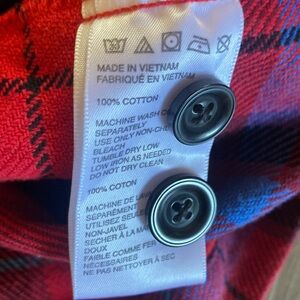 MADE IN VIETNAM
FABRIQUÉ EN VIETNAM
100% COTTON
MACHINE WASH
SEPARATELY
USE ONLY NON-CHL
BLEACH
TUMBLE DRY LOW
LOW IRON AS NEEDED
DO NOT DRY CLEAN
100% COTON
MACHINE DE
SÉPARÉMENT
UTILISEZ SEUL
NON-JAVEL
SÉCHER À LA MA
DOUX
FAIBLE COMME FER
NÉCESSAIRES
NE PAS NETTOYER À SEC